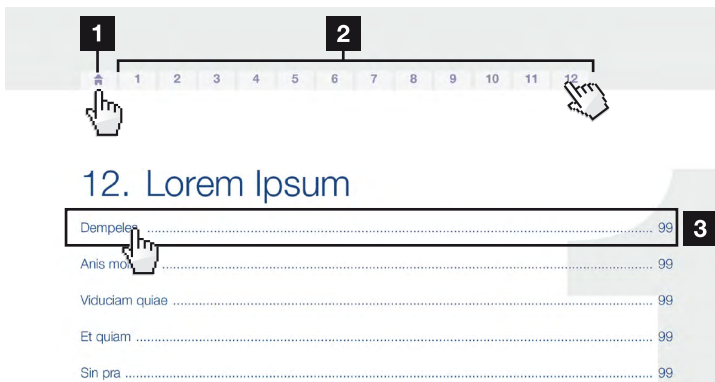 1 2
1 2 3 4 5 6 7 8 9 10 11 12
12. Lorem Ipsum
Dempeles ........ 99 3
Anis ........ 99
Viduciam quiae ........ 99
Et quiam ........ 99
Sin pra ........ 99